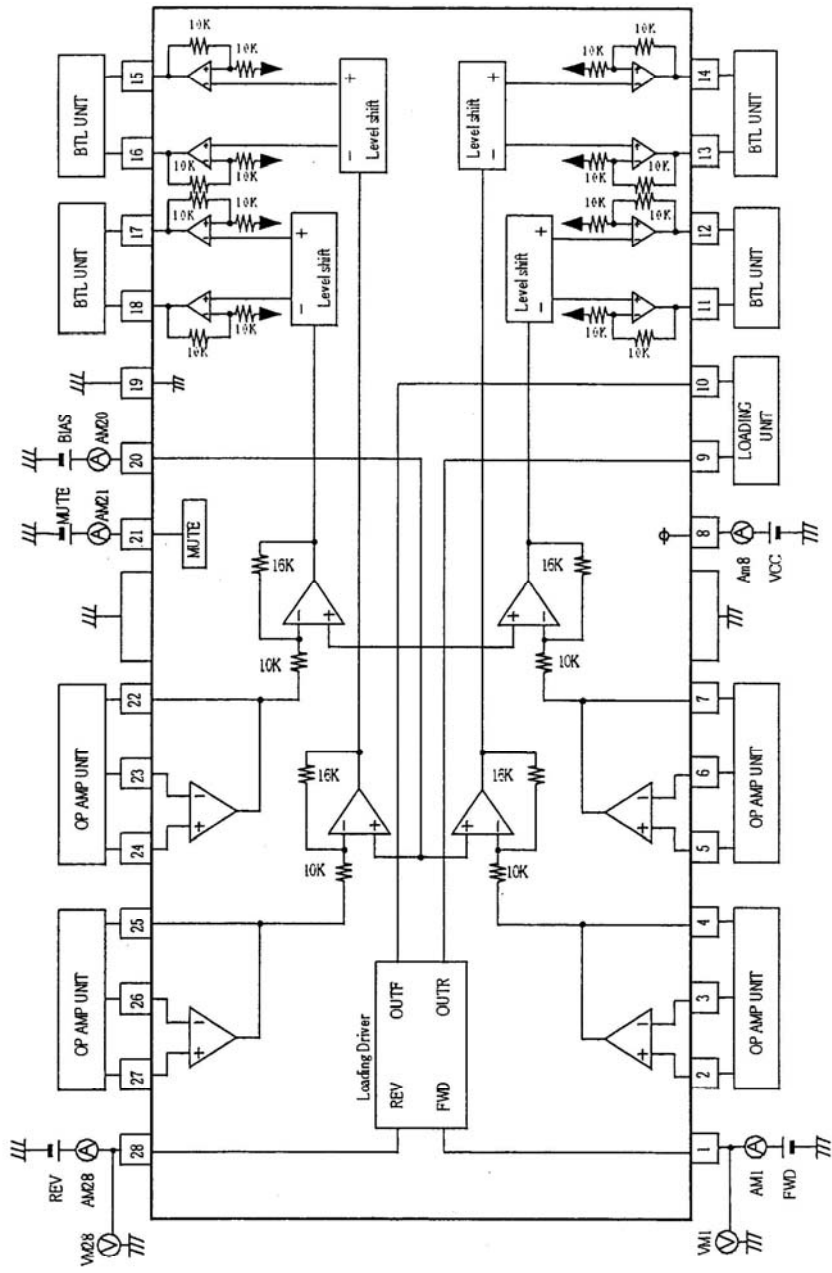 REV
BIAS
MUTE
VM28
AM28
OP AMP UNIT
OP AMP UNIT
AM21
AM20
BTL UNIT
BTL UNIT
28
27
26
25
24
23
22
21
20
19
18
17
16
15
MUTE
10K
10K
10K
10K
10K
10K
10K
10K
+
−
+
−
−
+
−
+
−
+
−
+
10K
16K
− Level shift +
−
+
10K
16K
− Level shift +
−
+
Loading Driver
REV
OUTF
FWD
OUTR
+
−
10K
16K
− Level shift +
+
−
10K
16K
− Level shift +
10K
10K
10K
10K
10K
10K
10K
10K
+
−
+
−
−
+
−
+
−
+
−
+
1
2
3
4
5
6
7
8
9
10
11
12
13
14
VM1
AM1
OP AMP UNIT
OP AMP UNIT
Am8
LOADING
UNIT
BTL UNIT
BTL UNIT
FWD
VCC
A
A
A
A
A
V
V